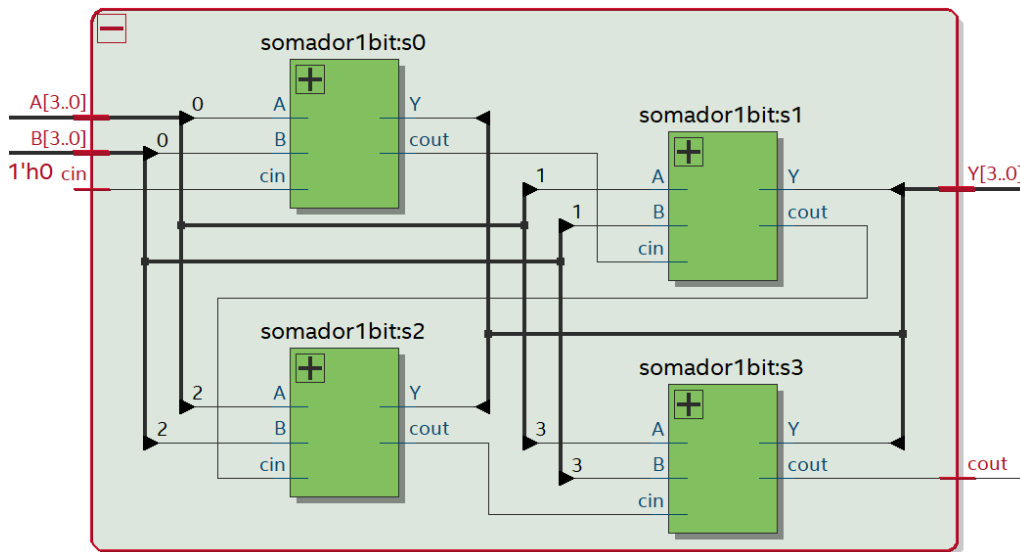 somador1bit:s0
A[3..0]
0
A
Y
B[3..0]
0
B
cout
1'h0 cin
cin
somador1bit:s1
1
A
Y
Y[3..0]
1
B
cout
cin
somador1bit:s2
2
A
Y
2
B
cout
cin
somador1bit:s3
3
A
Y
3
B
cout
cout
cin